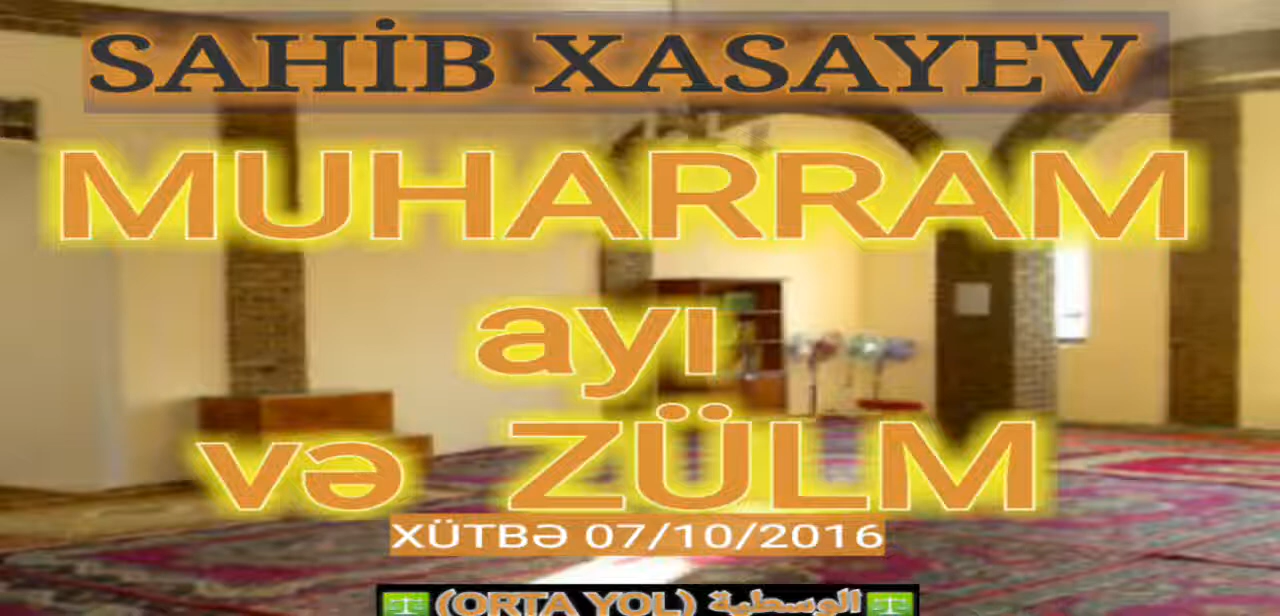 SAHİB XASAYEV
MUHARRAM
ayı
və ZÜLM
XÜTBƏ 07/10/2016
(ORTA YOL) الوسطية